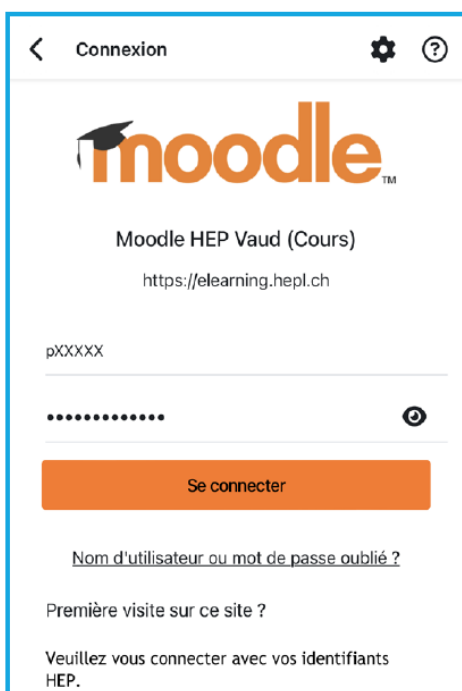 Connexion
moodle
TM
Moodle HEP Vaud (Cours)
https://elearning.hepl.ch
pXXXXX
•••••••••••••
Se connecter
Nom d'utilisateur ou mot de passe oublié ?
Première visite sur ce site ?
Veuillez vous connecter avec vos identifiants
HEP.